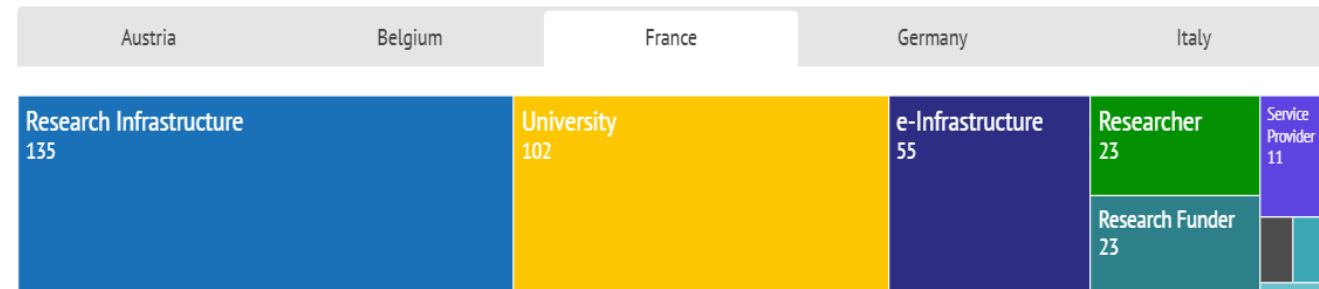 Austria
Belgium
France
Germany
Italy
Research Infrastructure
135
University
102
e-Infrastructure
55
Researcher
23
Research Funder
23
Service
Provider
11